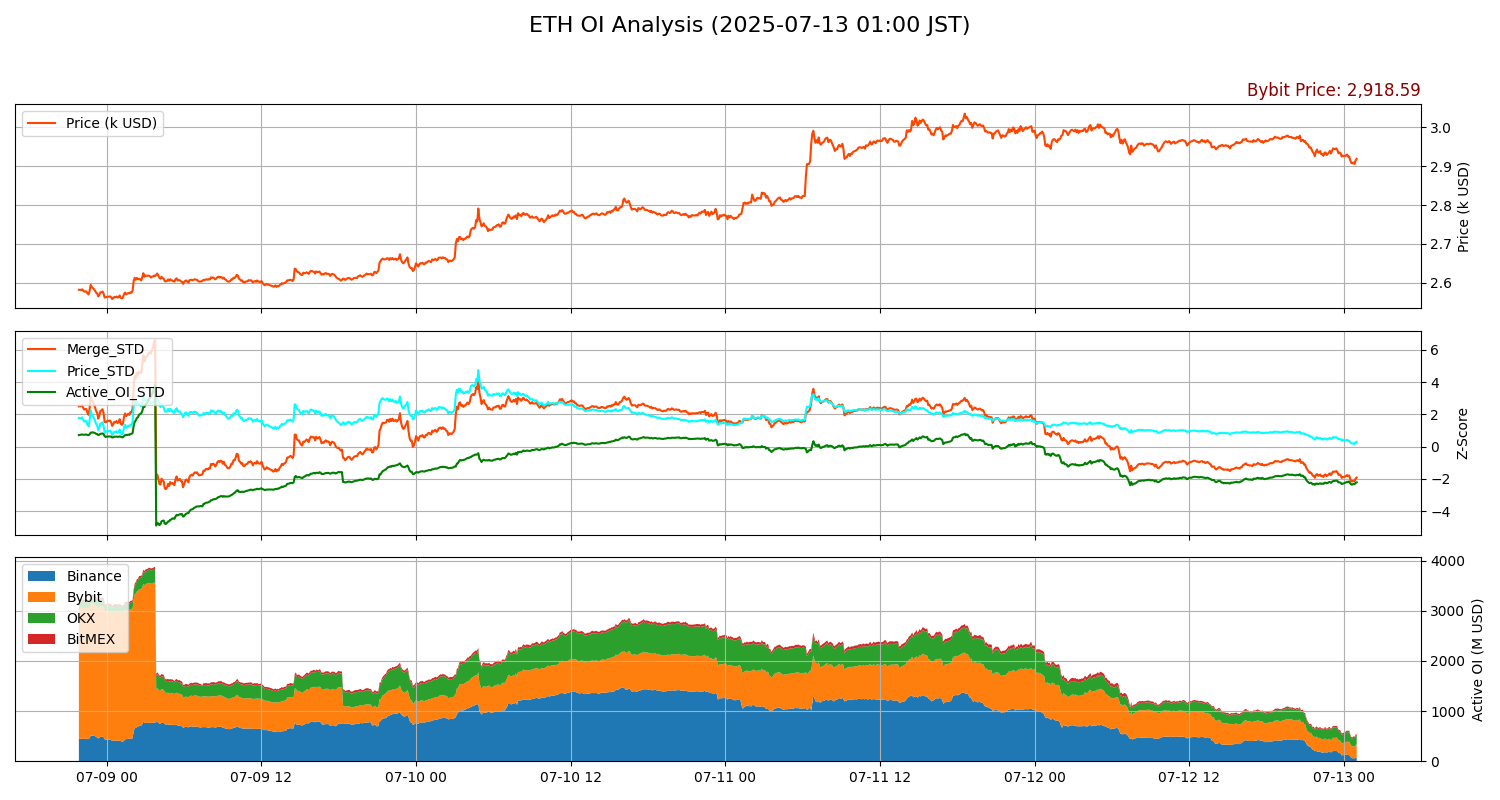 ETH OI Analysis (2025-07-13 01:00 JST)
Bybit Price: 2,918.59
Price (k USD)
3.0
2.9
2.8
2.7
2.6
Price (k USD)
Merge_STD
Price_STD
Active_OI_STD
6
4
2
0
−2
−4
Z-Score
Binance
Bybit
OKX
BitMEX
4000
3000
2000
1000
0
Active OI (M USD)
07-09 00
07-09 12
07-10 00
07-10 12
07-11 00
07-11 12
07-12 00
07-12 12
07-13 00